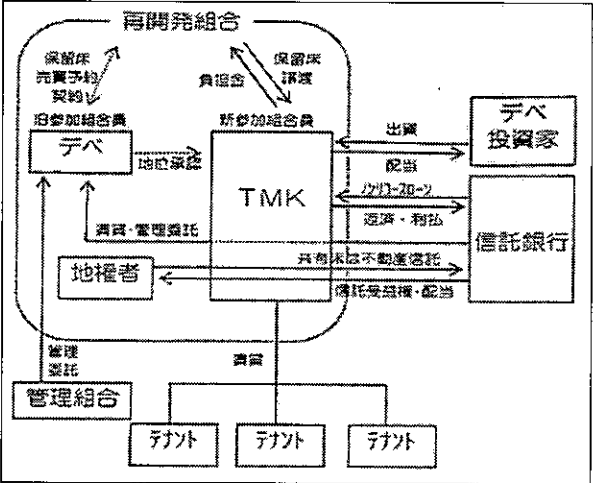 再開発組合
保留床
売買予約
契約
負担金
保留床
譲渡
旧参加組合員
デベ
新参加組合員
TMK
地位承認
出資
配当
デベ
投資家
ノンリコースローン
返済・利払
信託銀行
賃貸・管理委託
共有床は不動産信託
地権者
信託受益権・配当
管理
委託
賃貸
管理組合
テナント
テナント
テナント